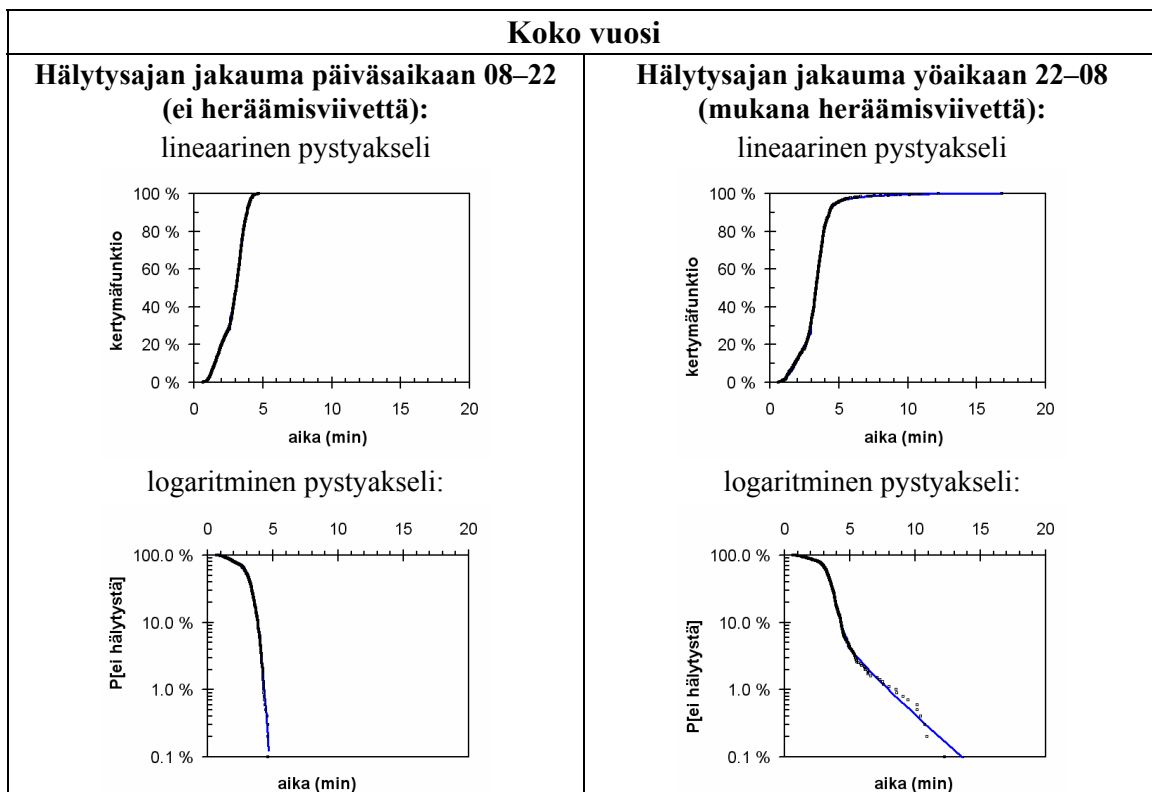 Koko vuosi
Hälytysajan jakauma päiväsaikaan 08–22
(ei heräämisviivettä):
lineaarinen pystyakseli
100 %
80 %
60 %
40 %
20 %
0 %
kertymäfunktio
0 5 10 15 20
aika (min)
logaritminen pystyakseli:
0 5 10 15 20
100.0 %
10.0 %
1.0 %
0.1 %
P[ei hälytystä]
aika (min)
Hälytysajan jakauma yöaikaan 22–08
(mukana heräämisviivettä):
lineaarinen pystyakseli
100 %
80 %
60 %
40 %
20 %
0 %
kertymäfunktio
0 5 10 15 20
aika (min)
logaritminen pystyakseli:
0 5 10 15 20
100.0 %
10.0 %
1.0 %
0.1 %
P[ei hälytystä]
aika (min)